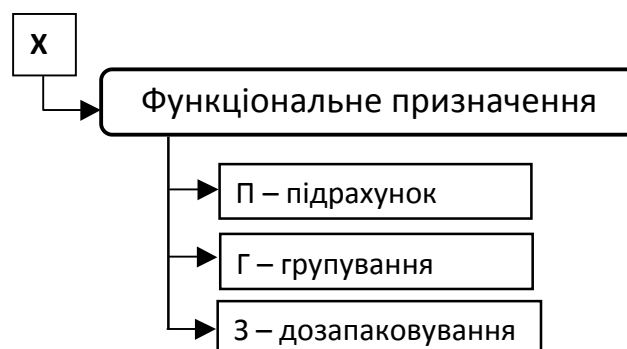 Х
Функціональне призначення
П – підрахунок
Г – групування
З – дозапаковування